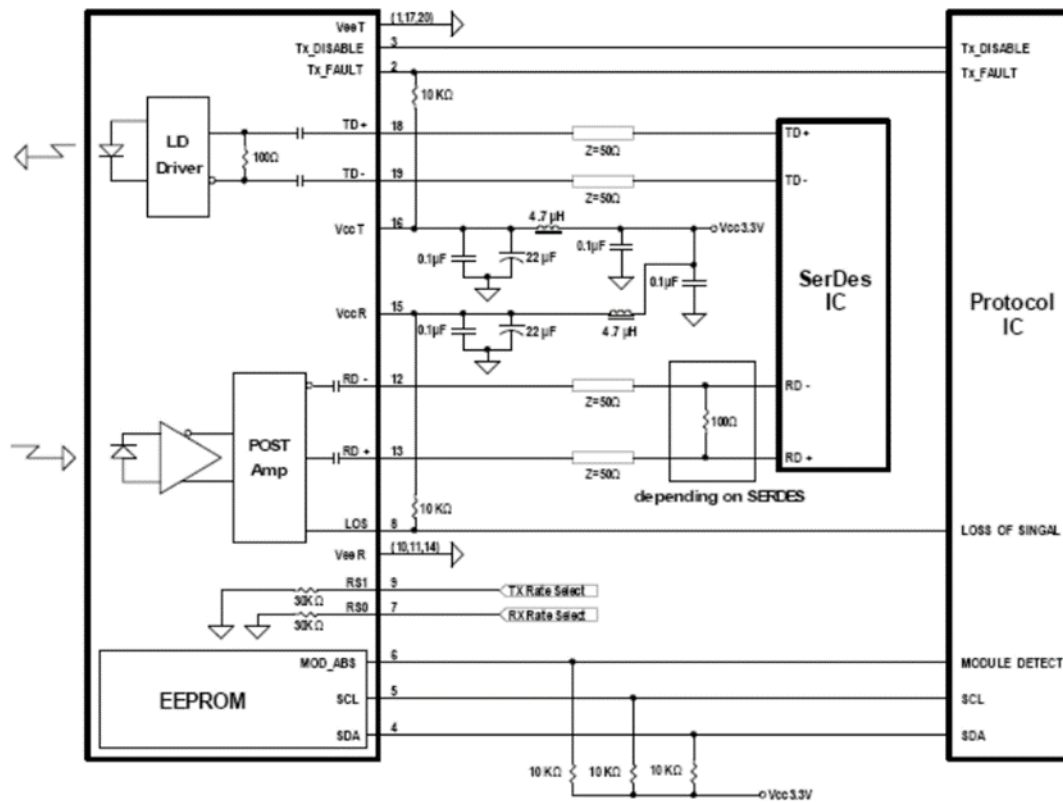 VeeT (1,17,20)
Tx_DISABLE 3 Tx_DISABLE
Tx_FAULT 2 Tx_FAULT
10 KΩ
LD Driver
100Ω
TD+ 18 Z=50Ω TD+
TD- 19 Z=50Ω TD-
VccT 16 4.7 µH Vcc3.3V
0.1µF 22 µF 0.1µF 0.1µF
SerDes IC
Protocol IC
VccR 15
0.1µF 22 µF 4.7 µH
RD - 12 Z=50Ω RD -
100Ω
POST Amp
RD + 13 Z=50Ω RD +
depending on SERDES
10 KΩ
LOS 8 LOSS OF SINGAL
VeeR (10,11,14)
RS1 9 TX Rate Select
30KΩ
RS0 7 RX Rate Select
30KΩ
EEPROM
MOD_ABS 6 MODULE DETECT
SCL 5 SCL
SDA 4 SDA
10 KΩ 10 KΩ 10 KΩ
Vcc3.3V